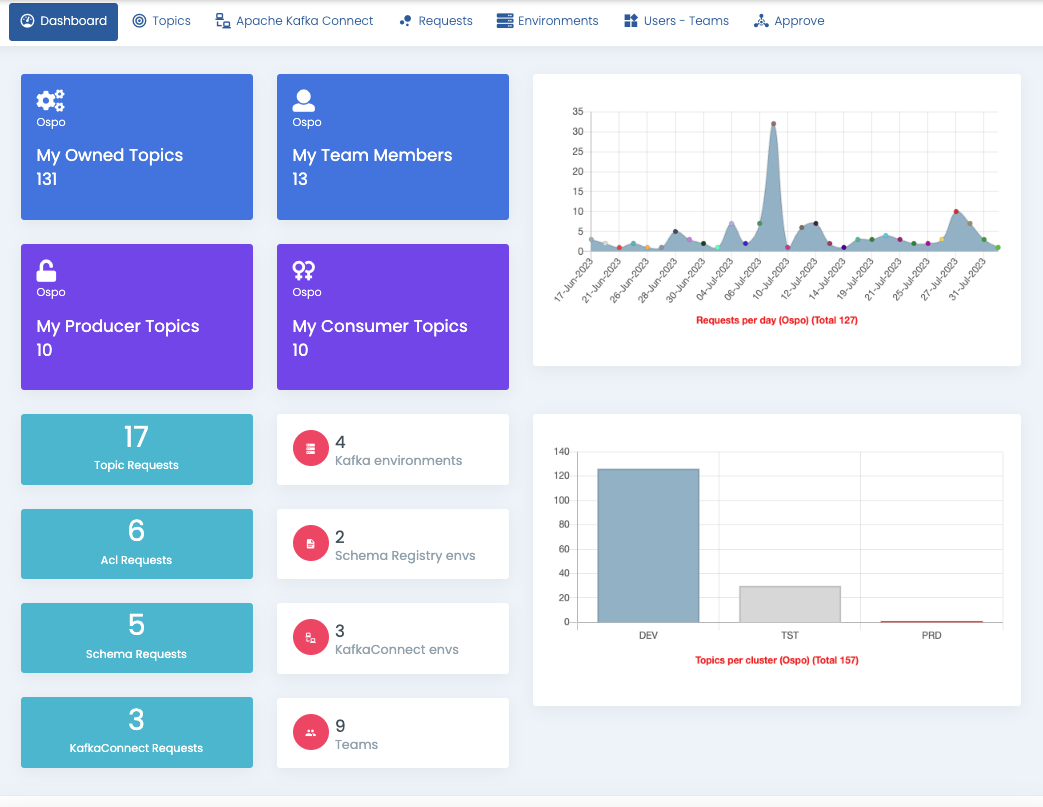 Dashboard
Topics
Apache Kafka Connect
Requests
Environments
Users - Teams
Approve
Ospo
My Owned Topics
131
Ospo
My Team Members
13
Ospo
My Producer Topics
10
Ospo
My Consumer Topics
10
17
Topic Requests
6
Acl Requests
5
Schema Requests
3
KafkaConnect Requests
4
Kafka environments
2
Schema Registry envs
3
KafkaConnect envs
9
Teams
35
30
25
20
15
10
5
0
17-Jun-2023
21-Jun-2023
26-Jun-2023
28-Jun-2023
30-Jun-2023
04-Jul-2023
06-Jul-2023
10-Jul-2023
12-Jul-2023
14-Jul-2023
19-Jul-2023
21-Jul-2023
25-Jul-2023
27-Jul-2023
31-Jul-2023
Requests per day (Ospo) (Total 127)
140
120
100
80
60
40
20
0
DEV
TST
PRD
Topics per cluster (Ospo) (Total 157)